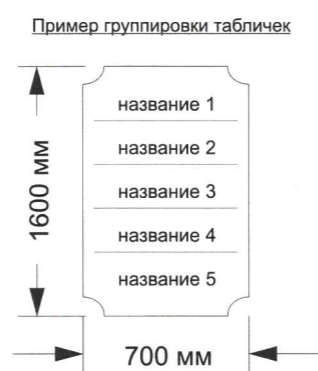 Пример группировки табличек
название 1
название 2
название 3
название 4
название 5
1600 мм
700 мм